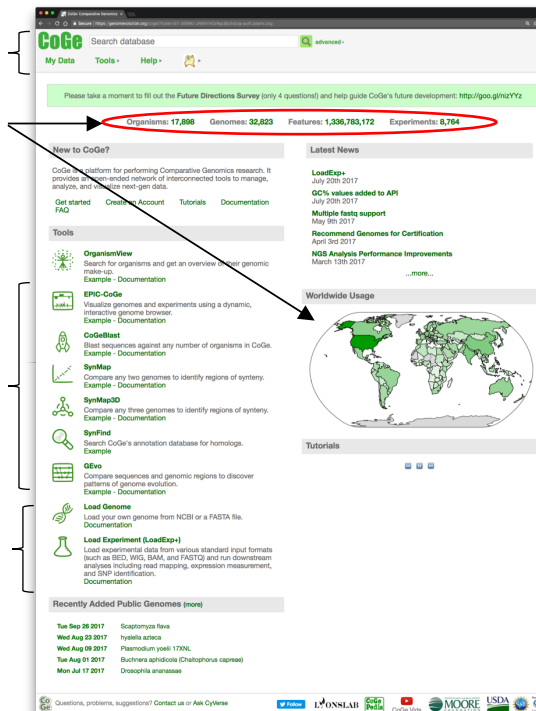 CoGe: Comparative Genomics
Secure
CoGe
Search database
advanced
My Data
Tools
Help
Please take a moment to fill out the Future Directions Survey (only 4 questions!) and help guide CoGe's future development: http://goo.gl/nizYYz
Organisms: 17,898 Genomes: 32,823 Features: 1,336,783,172 Experiments: 8,764
New to CoGe?
CoGe is a platform for performing Comparative Genomics research. It
provides an open-ended network of interconnected tools to manage,
analyze, and visualize next-gen data.
Get started Create an Account Tutorials Documentation
FAQ
Tools
OrganismView
Search for organisms and get an overview of their genomic
make-up.
Example - Documentation
EPIC-CoGe
Visualize genomes and experiments using a dynamic,
interactive genome browser.
Example - Documentation
CoGeBlast
Blast sequences against any number of organisms in CoGe.
Example - Documentation
SynMap
Compare any two genomes to identify regions of synteny.
Example - Documentation
SynMap3D
Compare any three genomes to identify regions of synteny.
Example - Documentation
SynFind
Search CoGe's annotation database for homologs.
Example
GEvo
Compare sequences and genomic regions to discover
patterns of genome evolution.
Example - Documentation
Load Genome
Load your own genome from NCBI or a FASTA file.
Documentation
Load Experiment (LoadExp+)
Load experimental data from various standard input formats
(such as BED, WIG, BAM, and FASTQ) and run downstream
analyses including read mapping, expression measurement,
and SNP identification.
Documentation
Recently Added Public Genomes (more)
Tue Sep 26 2017 Scaptomyza flava
Wed Aug 23 2017 hyalella azteca
Wed Aug 09 2017 Plasmodium yoelii 17XNL
Tue Aug 01 2017 Buchnera aphidicola (Chaitophorus capreae)
Mon Jul 17 2017 Drosophila ananassae
Latest News
LoadExp+
July 20th 2017
GC% values added to API
July 20th 2017
Multiple fastq support
May 9th 2017
Recommend Genomes for Certification
April 3rd 2017
NGS Analysis Performance Improvements
March 13th 2017
...more...
Worldwide Usage
Tutorials
CoGe
Questions, problems, suggestions? Contact us or Ask CyVerse
Follow
LYONSLAB
CoGePedia
CoGe Vids
MOORE
USDA